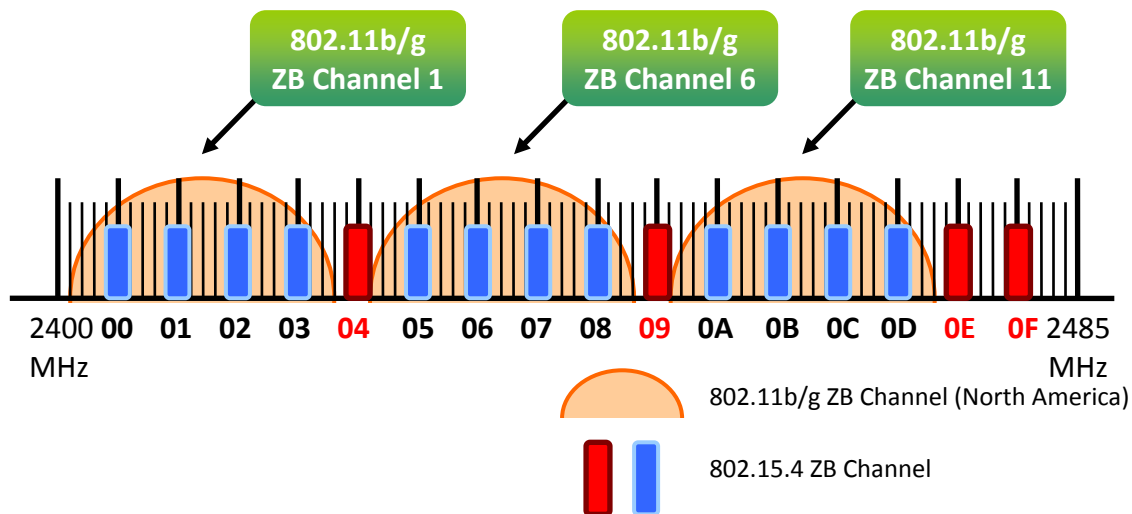 802.11b/g
ZB Channel 1
802.11b/g
ZB Channel 6
802.11b/g
ZB Channel 11
2400 00 01 02 03 04 05 06 07 08 09 0A 0B 0C 0D 0E 0F 2485
MHz MHz
802.11b/g ZB Channel (North America)
802.15.4 ZB Channel